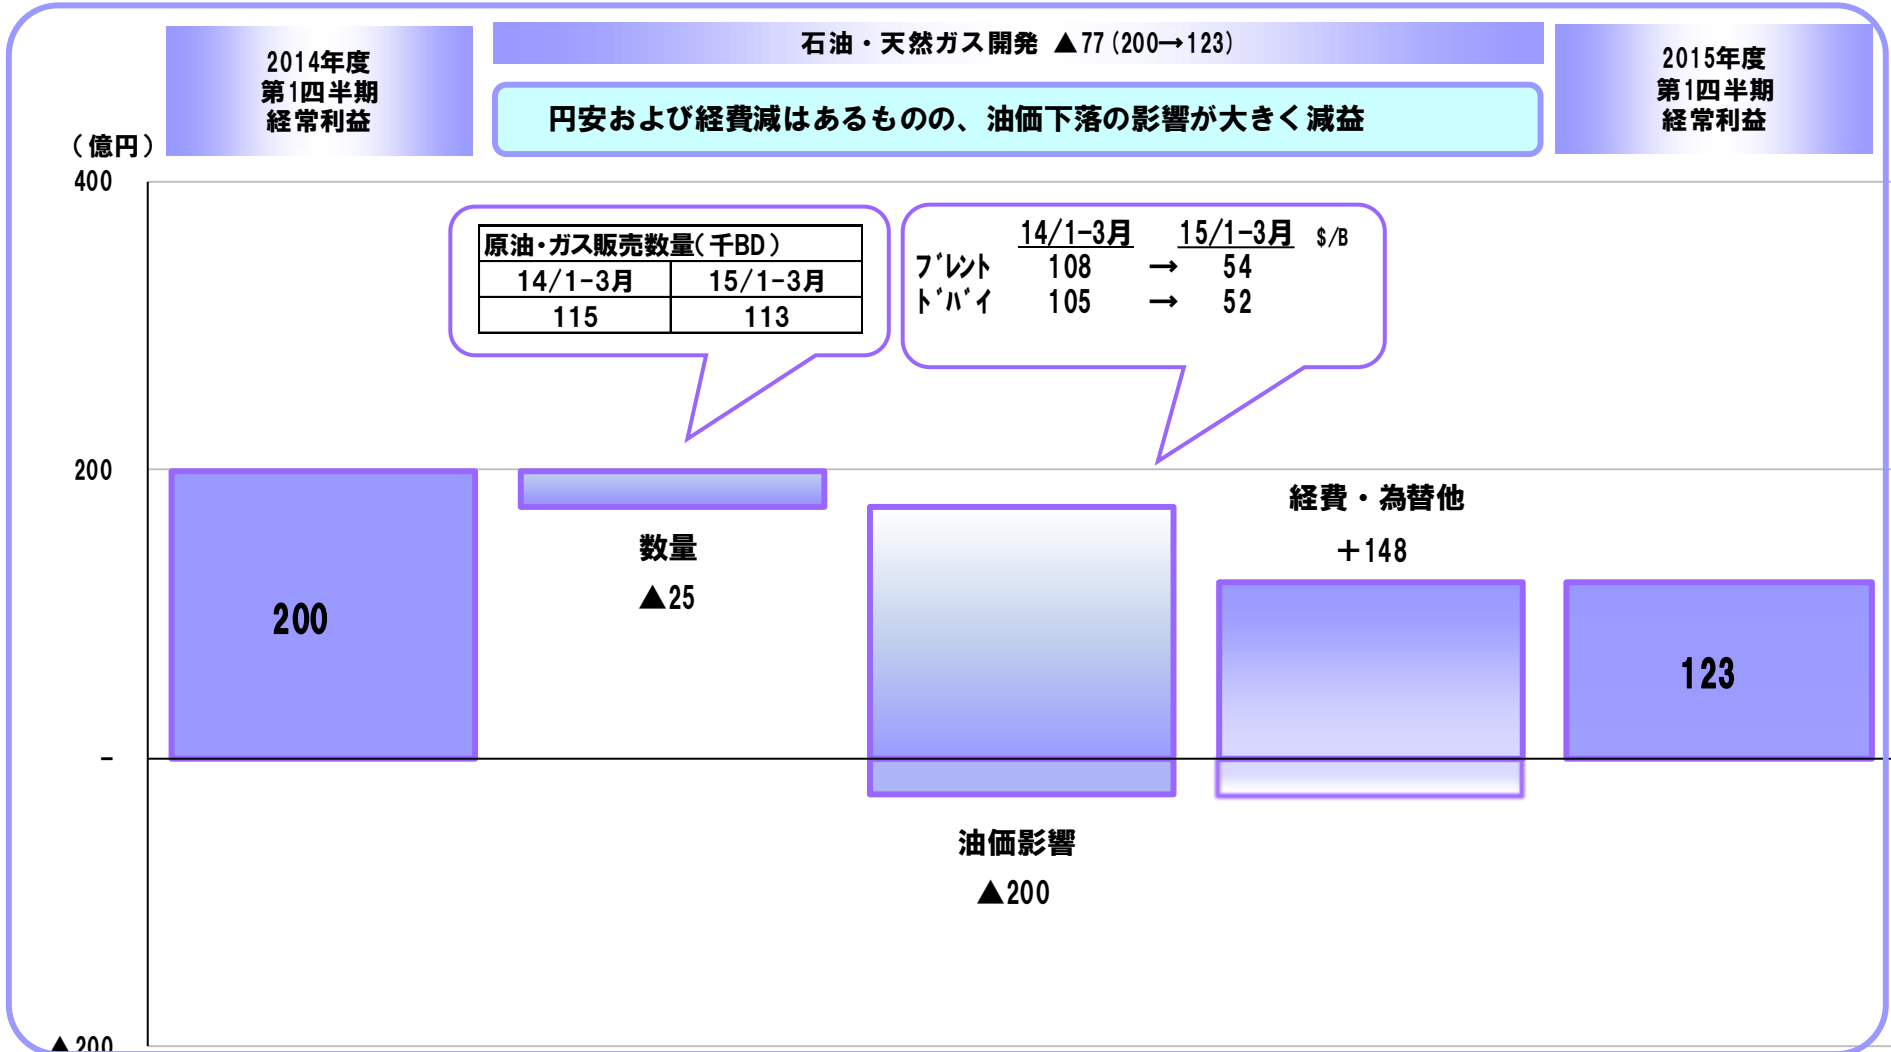 2014年度
第1四半期
経常利益
石油・天然ガス開発 ▲77(200→123)
円安および経費減はあるものの、油価下落の影響が大きく減益
2015年度
第1四半期
経常利益
(億円)
400
原油・ガス販売数量(千BD)
14/1-3月 15/1-3月
115 113
14/1-3月 15/1-3月 $/B
ブレント 108 → 54
ドバイ 105 → 52
200
経費・為替他
+148
数量
▲25
200
123
-
油価影響
▲200
▲200